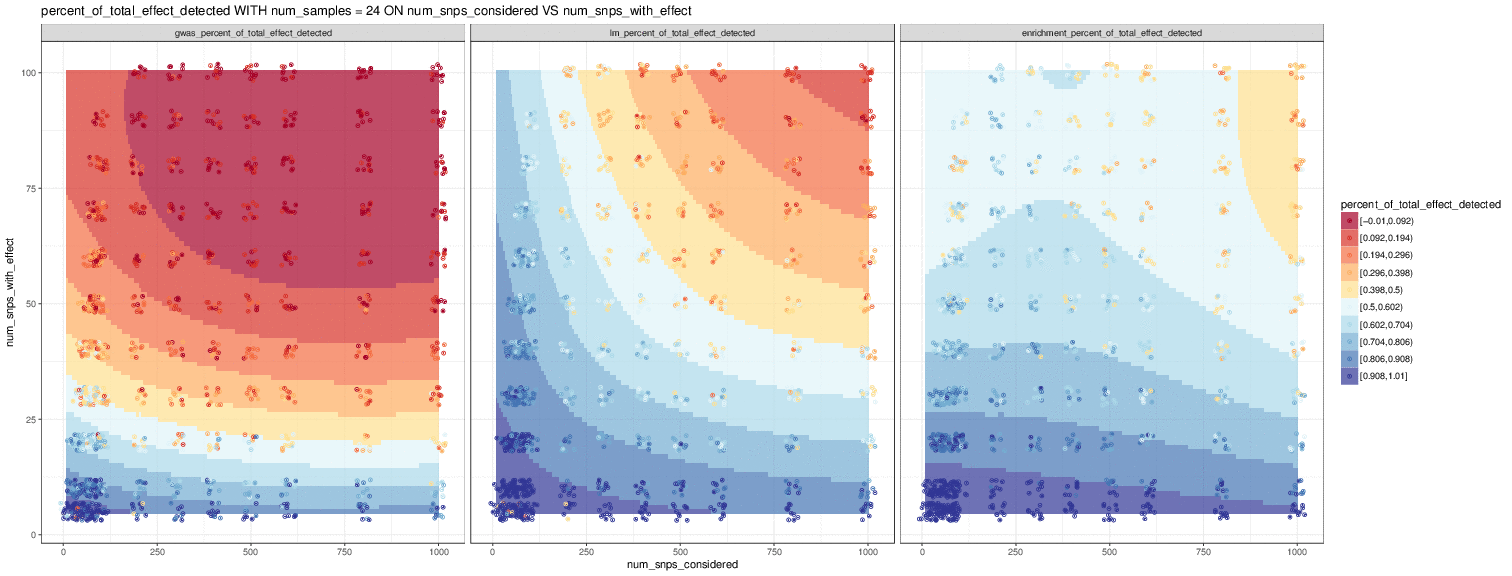 percent_of_total_effect_detected WITH num_samples = 24 ON num_snps_considered VS num_snps_with_effect
gwas_percent_of_total_effect_detected
lm_percent_of_total_effect_detected
enrichment_percent_of_total_effect_detected
100
75
50
25
0
num_snps_with_effect
0 250 500 750 1000
0 250 500 750 1000
0 250 500 750 1000
num_snps_considered
percent_of_total_effect_detected
[−0.01,0.092)
[0.092,0.194)
[0.194,0.296)
[0.296,0.398)
[0.398,0.5)
[0.5,0.602)
[0.602,0.704)
[0.704,0.806)
[0.806,0.908)
[0.908,1.01]